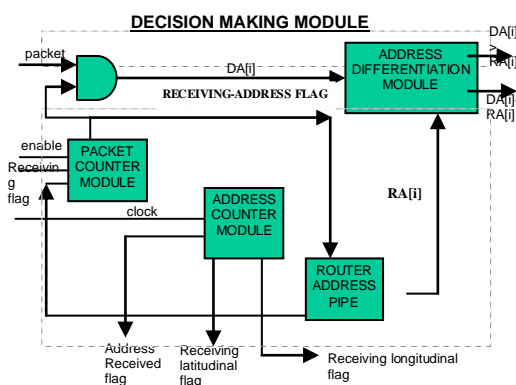 DECISION MAKING MODULE
packet
DA[i]
RECEIVING-ADDRESS FLAG
ADDRESS
DIFFERENTIATION
MODULE
DA[i]
>
RA[i]
DA[i]
RA[i]
enable
Receivin
g
flag
PACKET
COUNTER
MODULE
clock
ADDRESS
COUNTER
MODULE
RA[i]
ROUTER
ADDRESS
PIPE
Address
Received
flag
Receiving
latitudinal
flag
Receiving longitudinal
flag